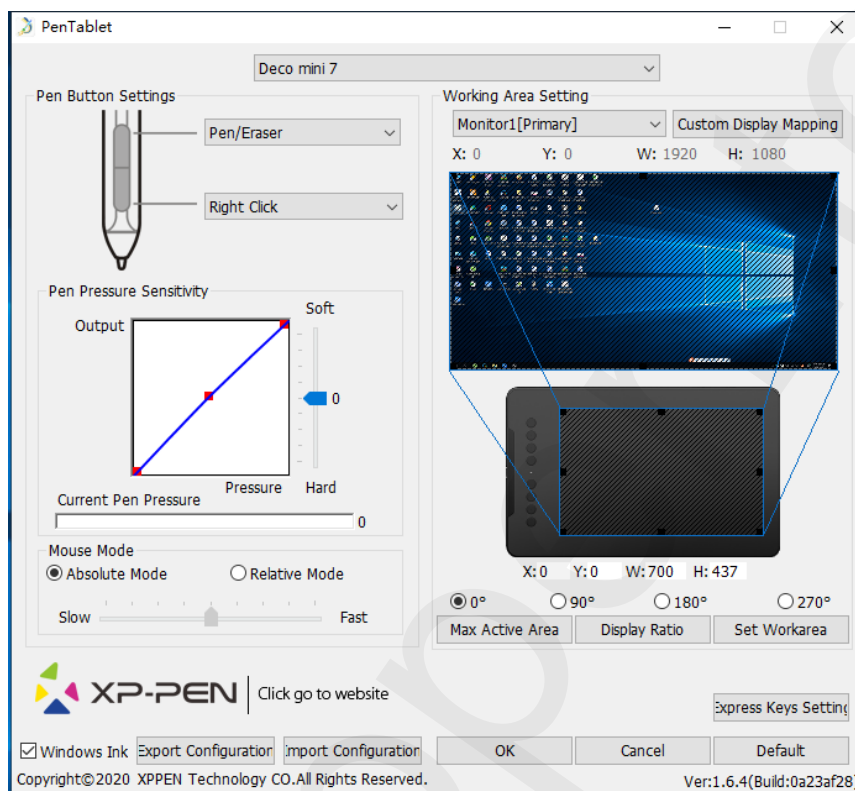 PenTablet
Deco mini 7
Pen Button Settings
Pen/Eraser
Right Click
Pen Pressure Sensitivity
Output
Soft
0
Hard
Pressure
Current Pen Pressure
0
Mouse Mode
Absolute Mode
Relative Mode
Slow
Fast
Working Area Setting
Monitor1[Primary]
Custom Display Mapping
X: 0 Y: 0 W: 1920 H: 1080
X: 0 Y: 0 W: 700 H: 437
0° 90° 180° 270°
Max Active Area
Display Ratio
Set Workarea
XP-PEN
Click go to website
Express Keys Setting
Windows Ink
Export Configuration
Import Configuration
OK
Cancel
Default
Copyright©2020 XPPEN Technology CO.All Rights Reserved.
Ver:1.6.4(Build:0a23af28)